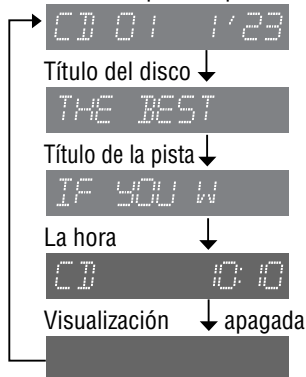 CD 01 1'23
Título del disco
THE BEST
Título de la pista
IF YOU W
La hora
CD 10:10
Visualización apagada